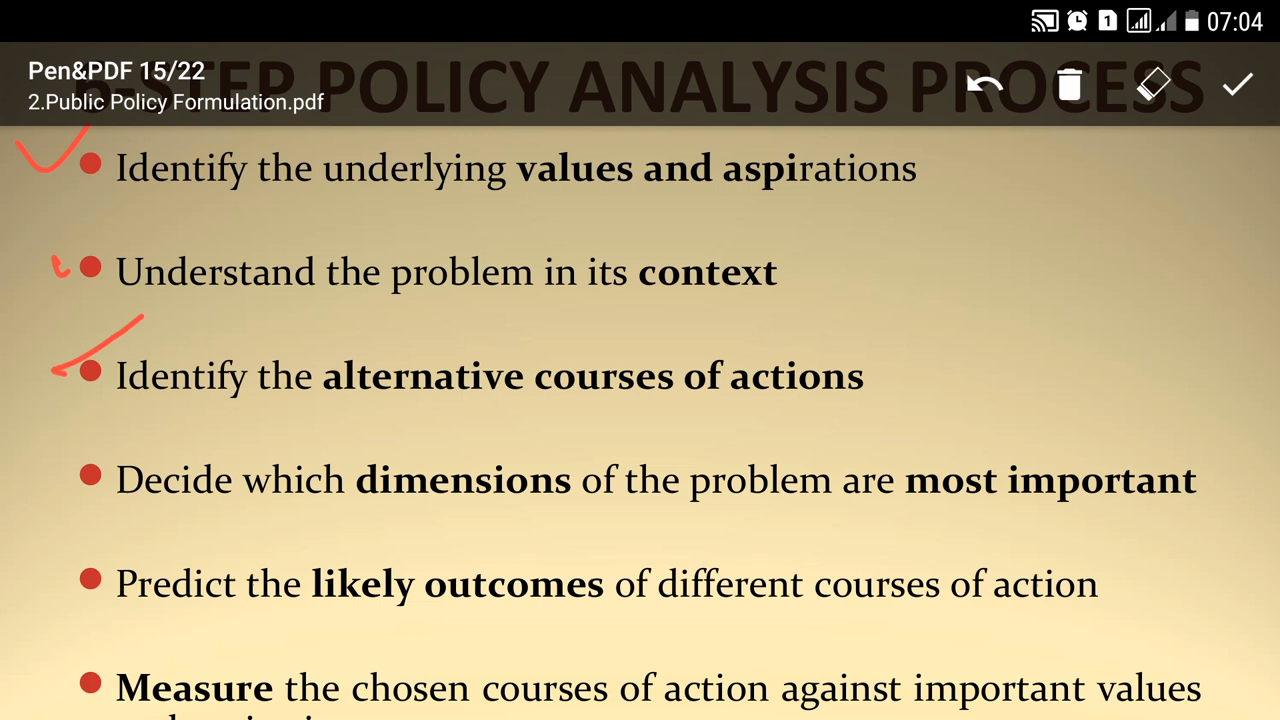 07:04
Pen&PDF 15/22
2.Public Policy Formulation.pdf
-STEP POLICY ANALYSIS PROCESS
Identify the underlying values and aspirations
Understand the problem in its context
Identify the alternative courses of actions
Decide which dimensions of the problem are most important
Predict the likely outcomes of different courses of action
Measure the chosen courses of action against important values